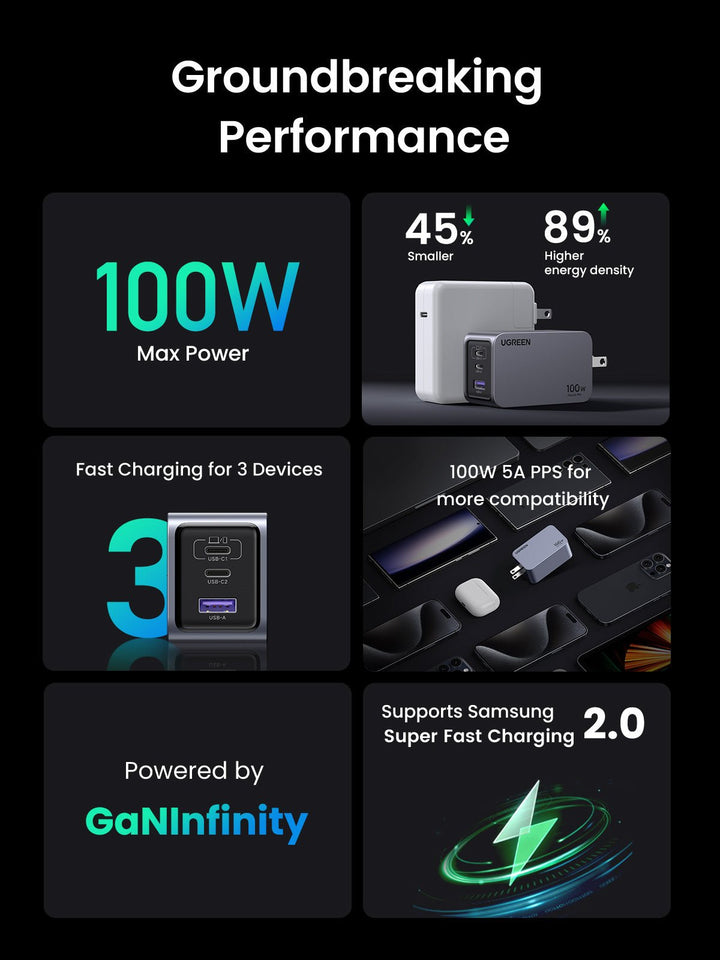 Groundbreaking
Performance
100W
Max Power
45%
Smaller
89%
Higher
energy density
UGREEN
100W
Fast Charging for 3 Devices
3
USB-C1
USB-C2
USB-A
100W 5A PPS for
more compatibility
UGREEN
100W
Powered by
GaNInfinity
Supports Samsung
Super Fast Charging 2.0